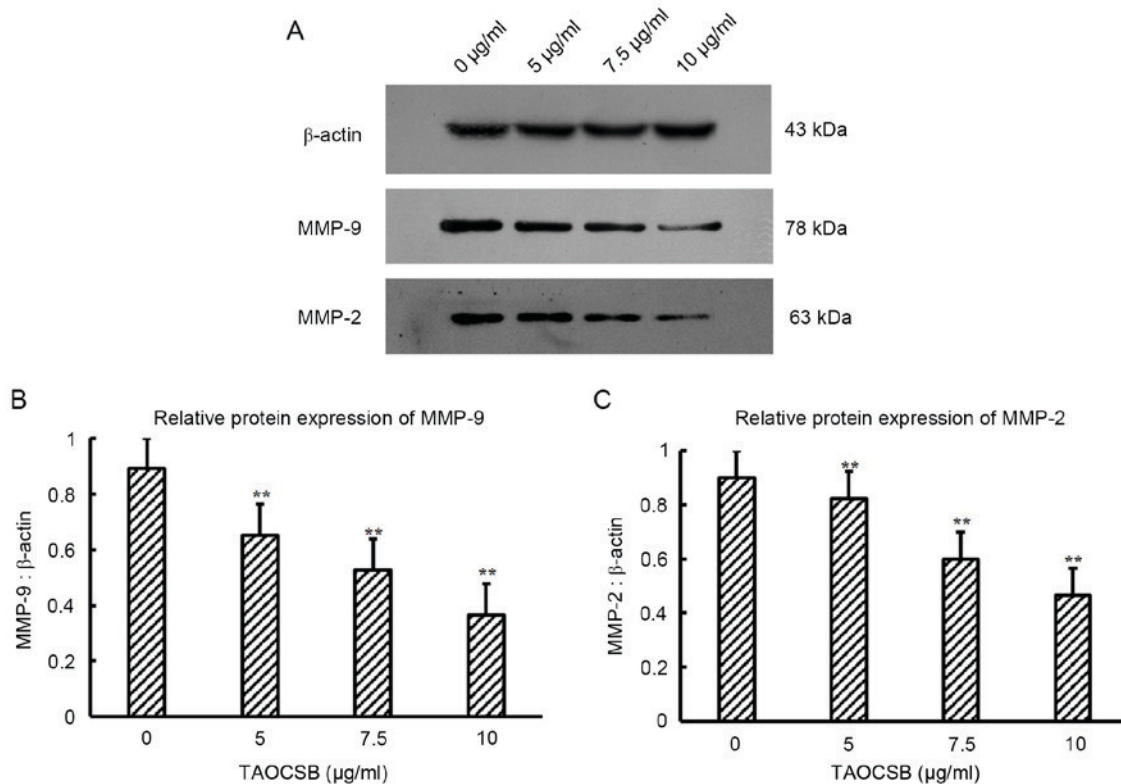 A
0 µg/ml
5 µg/ml
7.5 µg/ml
10 µg/ml
β-actin
43 kDa
MMP-9
78 kDa
MMP-2
63 kDa
B
Relative protein expression of MMP-9
MMP-9 : β-actin
1
0.8
0.6
0.4
0.2
0
**
**
**
0 5 7.5 10
TAOCSB (µg/ml)
C
Relative protein expression of MMP-2
MMP-2 : β-actin
1
0.8
0.6
0.4
0.2
0
**
**
**
0 5 7.5 10
TAOCSB (µg/ml)